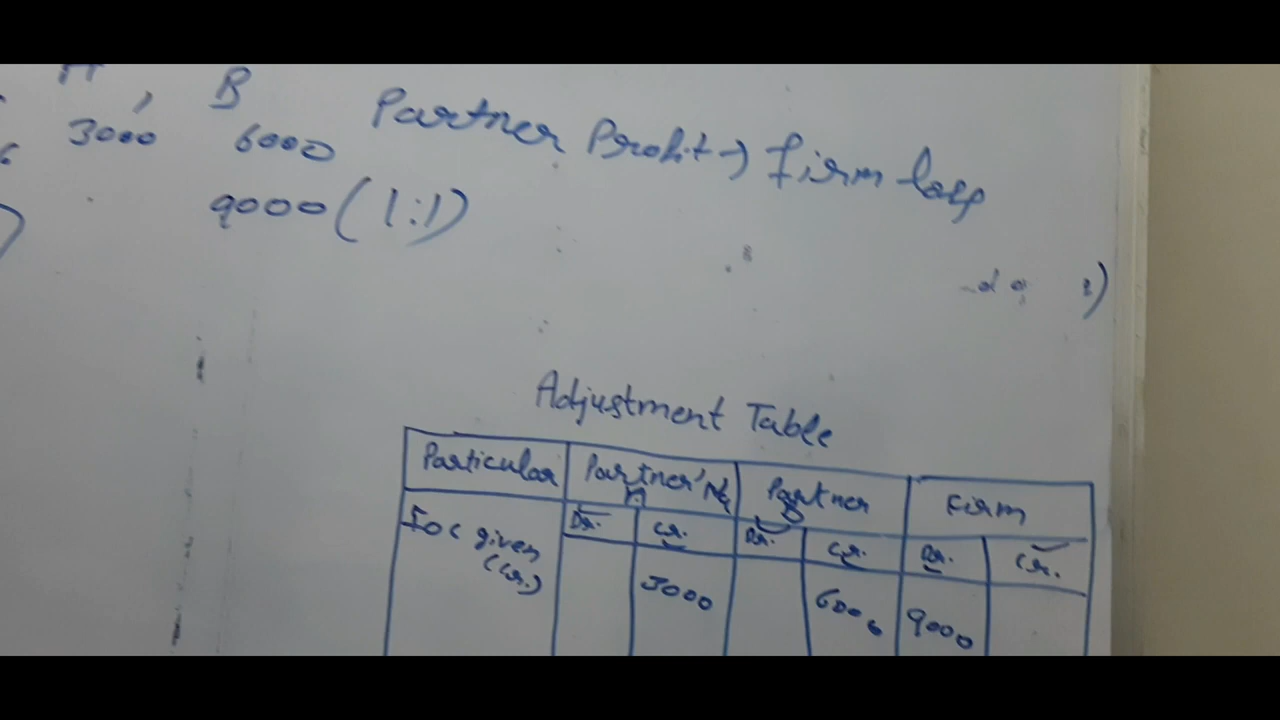 A , B
3000 6000
Partner Profit → firm loss
9000 (1:1)
Adjustment Table
Particular Partner Partner Firm
A B
Dr. Cr. Dr. Cr. Dr. Cr.
IOC given 3000 6000 9000
(Cr.)